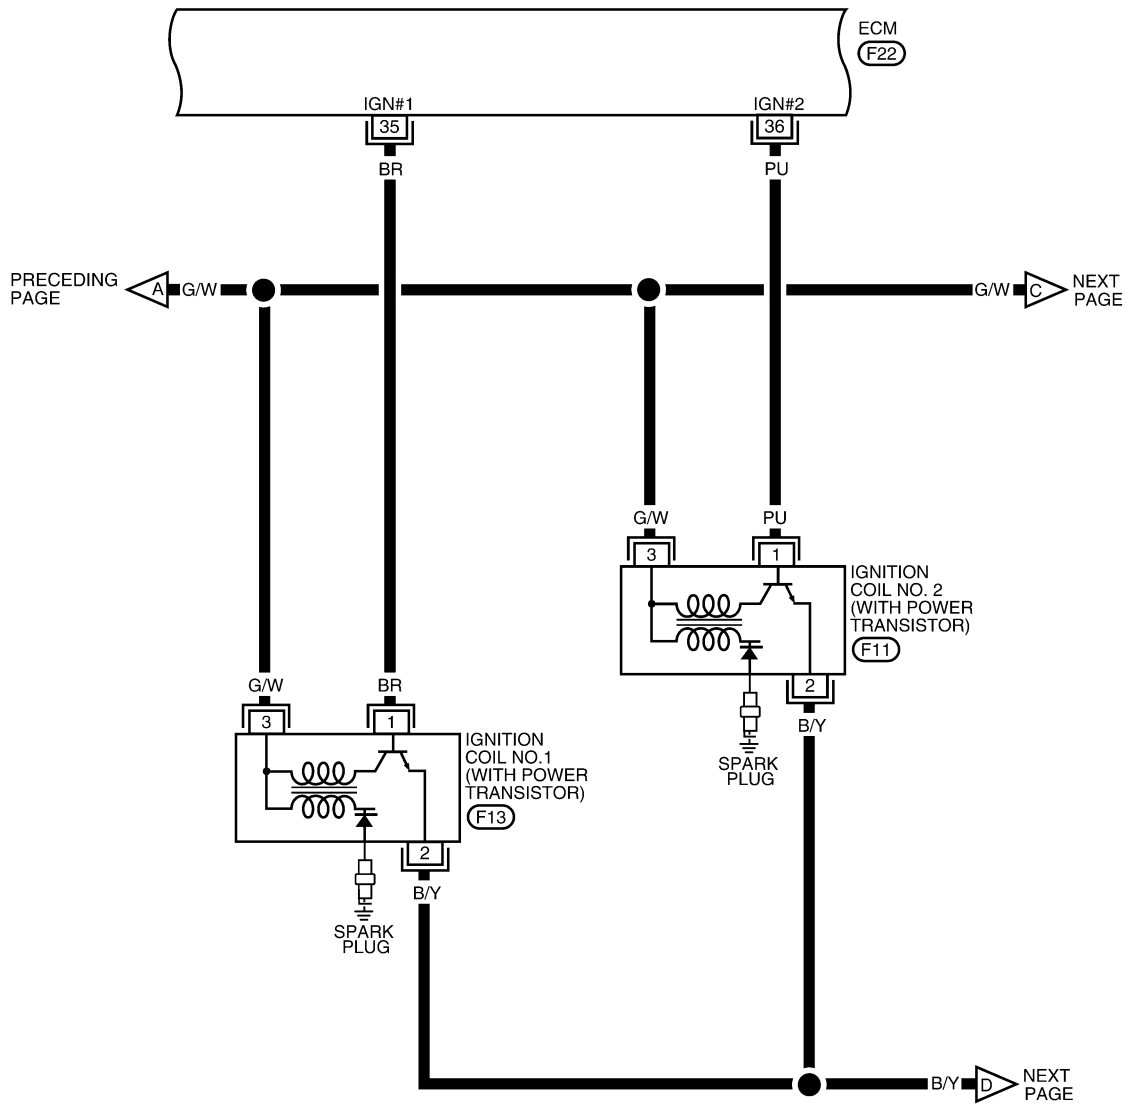 ECM
F22
IGN#1
IGN#2
35
36
BR
PU
PRECEDING
PAGE
A
G/W
G/W
C
NEXT
PAGE
G/W
PU
3
1
IGNITION
COIL NO. 2
(WITH POWER
TRANSISTOR)
F11
2
B/Y
SPARK
PLUG
G/W
BR
3
1
IGNITION
COIL NO.1
(WITH POWER
TRANSISTOR)
F13
2
B/Y
SPARK
PLUG
B/Y
D
NEXT
PAGE